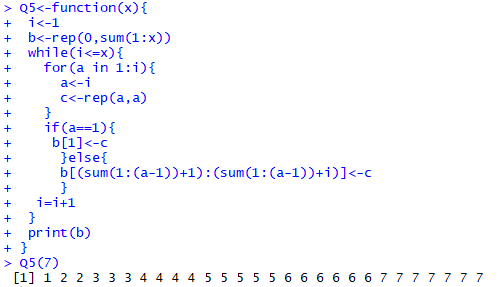 > Q5<-function(x){
+  i<-1
+  b<-rep(0,sum(1:x))
+  while(i<=x){
+    for(a in 1:i){
+      a<-i
+      c<-rep(a,a)
+    }
+    if(a==1){
+     b[1]<-c
+      }else{
+      b[(sum(1:(a-1))+1):(sum(1:(a-1))+i)]<-c
+      }
+   i=i+1
+  }
+  print(b)
+ }
> Q5(7)
 [1] 1 2 2 3 3 3 4 4 4 4 5 5 5 5 5 6 6 6 6 6 6 7 7 7 7 7 7 7